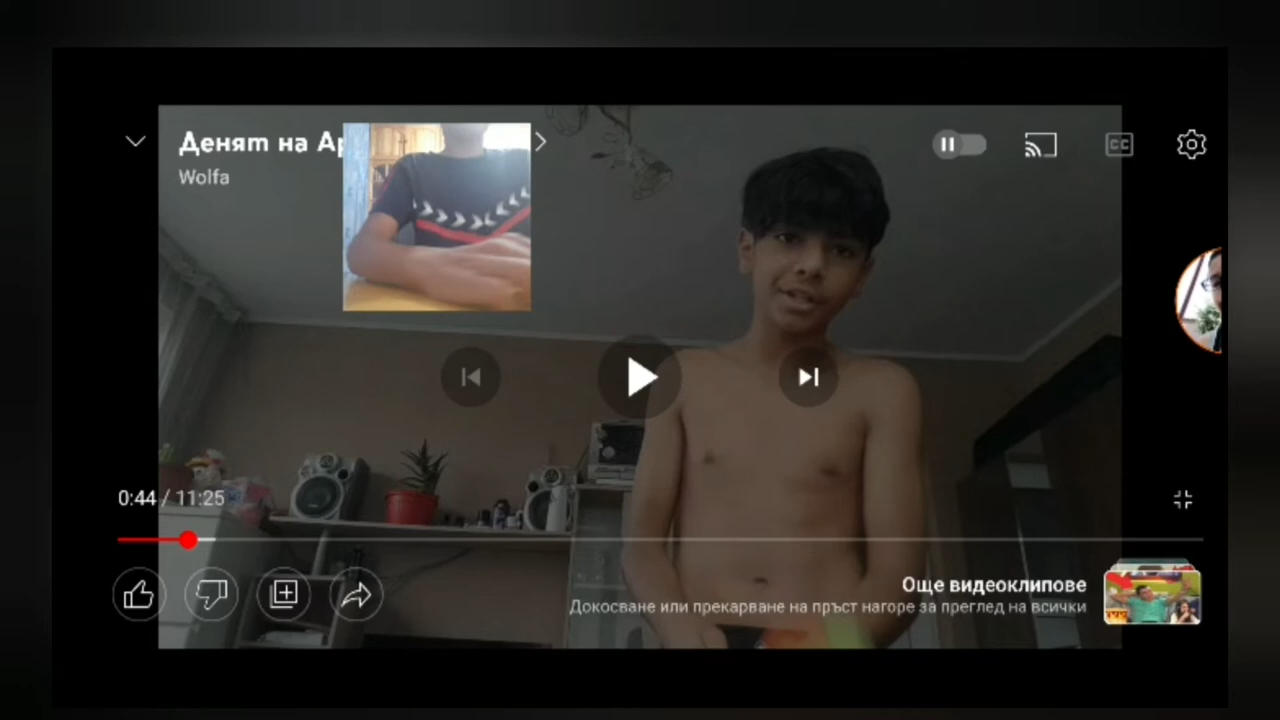 Денят на
Wolfa
CC
0:44 / 11:25
Още видеоклипове
Докосване или прекарване на пръст нагоре за преглед на всички